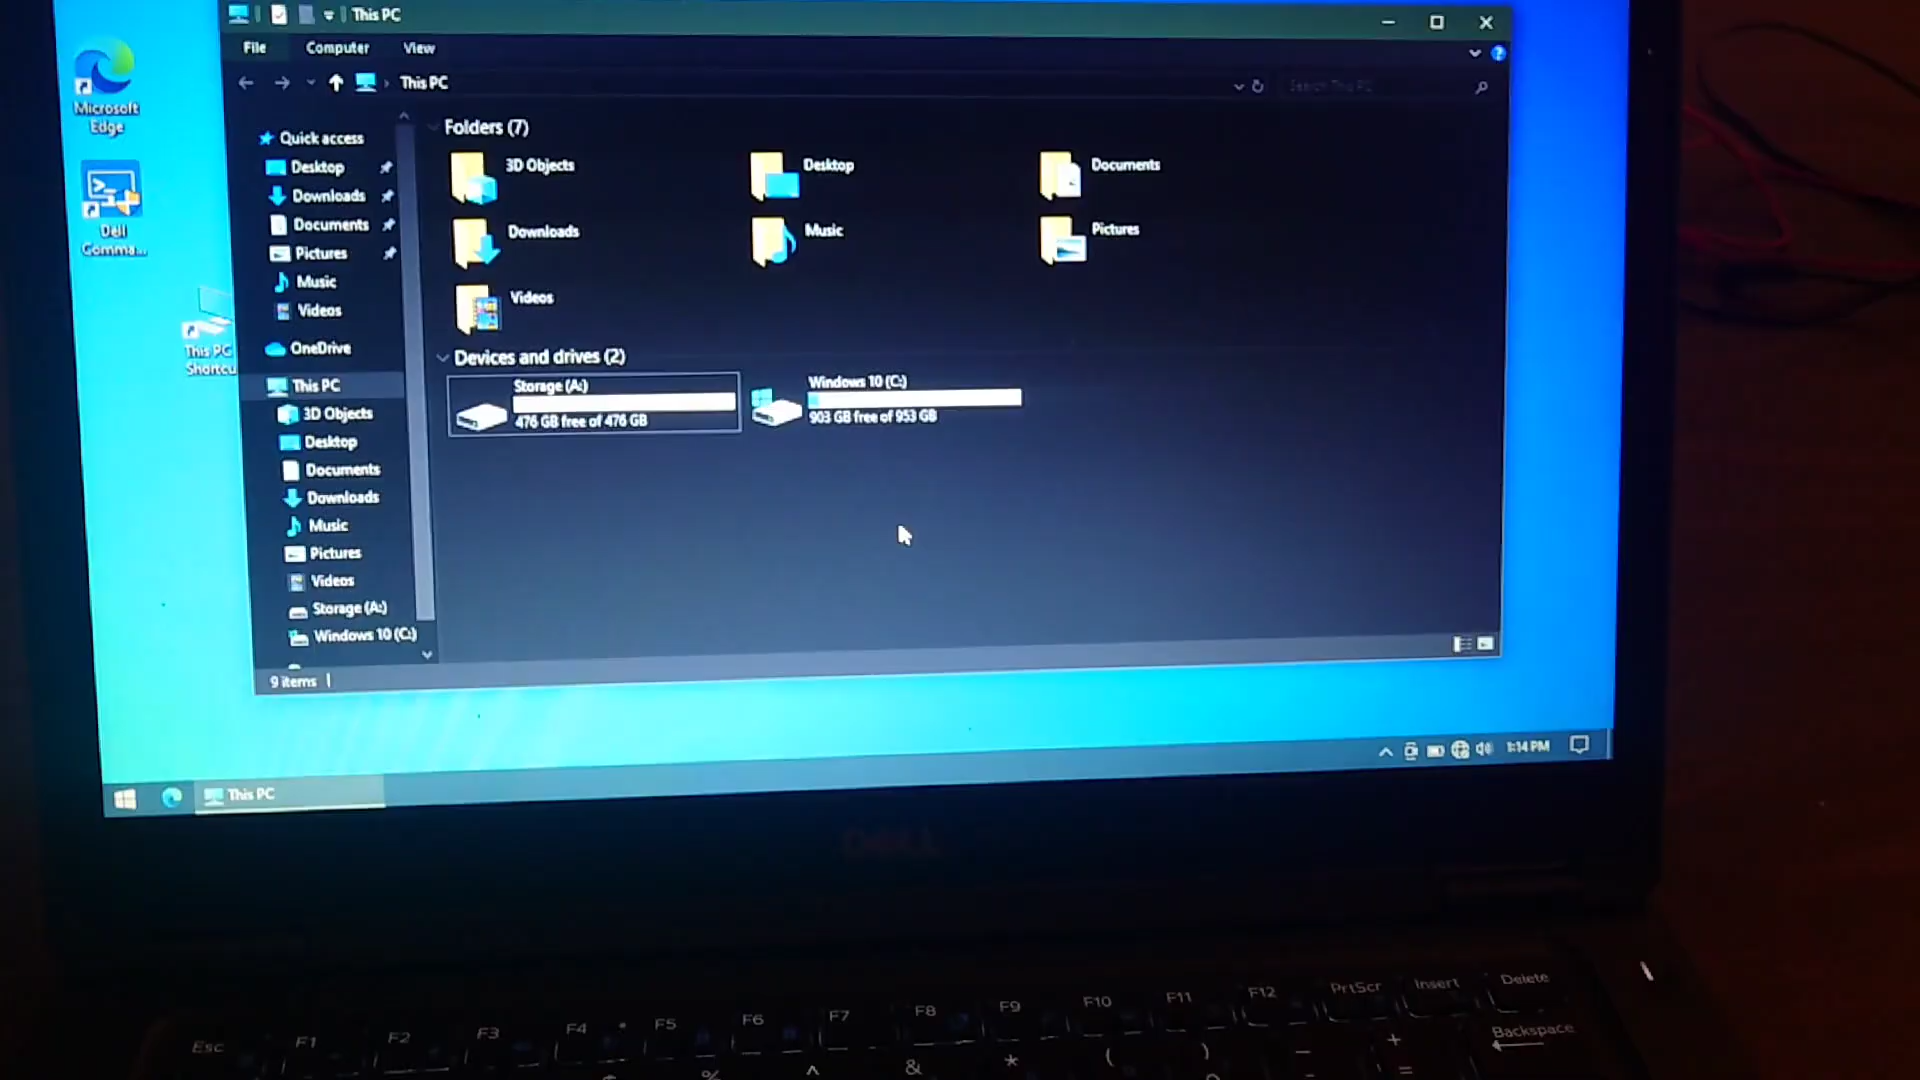 This PC
File
Computer
View
This PC
Search This PC
Microsoft
Edge
Dell
Comma...
This PC
Shortcu
Quick access
Desktop
Downloads
Documents
Pictures
Music
Videos
OneDrive
This PC
3D Objects
Desktop
Documents
Downloads
Music
Pictures
Videos
Storage (A:)
Windows 10 (C:)
Folders (7)
3D Objects
Desktop
Documents
Downloads
Music
Pictures
Videos
Devices and drives (2)
Storage (A:)
476 GB free of 476 GB
Windows 10 (C:)
903 GB free of 953 GB
9 items
This PC
1:14 PM
DELL
Esc
F1
F2
F3
F4
F5
F6
F7
F8
F9
F10
F11
F12
PrtScr
Insert
Delete
Backspace
^
&
*
(
)
+
=